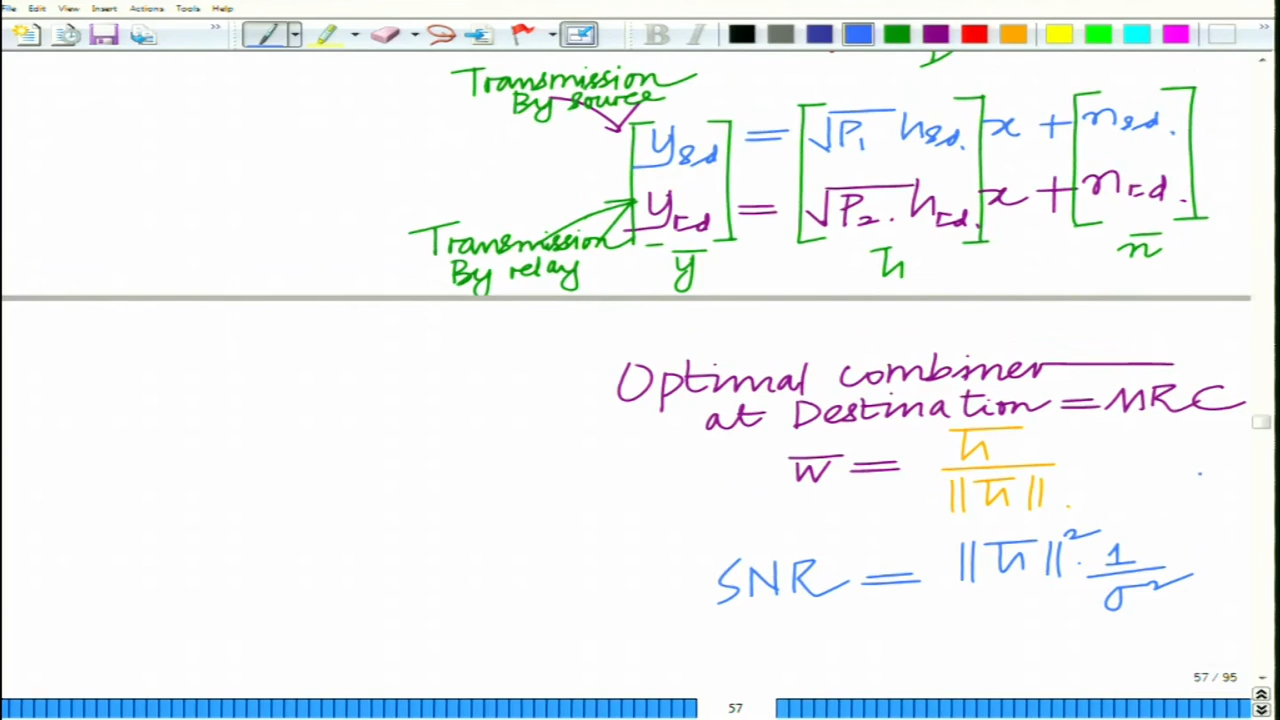 File Edit View Insert Actions Tools Help
B I
Transmission
By source
y_sd = √P₁ h_sd. x + n_sd.
y_rd = √P₂. h_rd. x + n_rd.
Transmission
By relay
ȳ h̄ n̄
Optimal combiner
at Destination = MRC
w̄ = h̄ / ||h̄||.
SNR = ||h̄||². 1/σ²
57 / 95
57